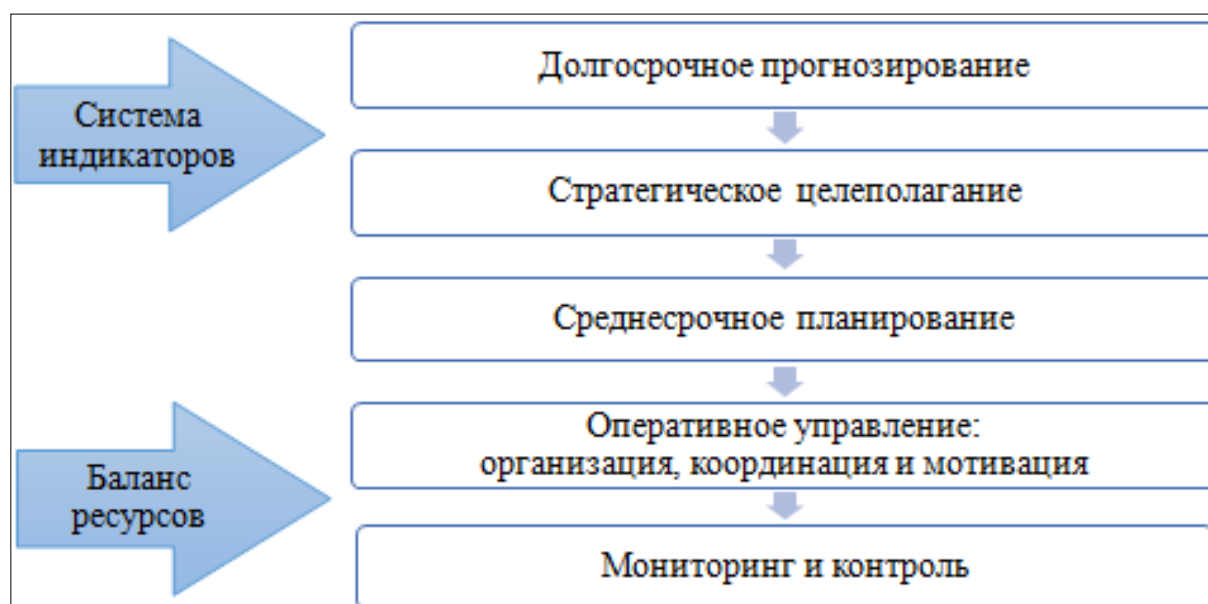 Долгосрочное прогнозирование
Система
индикаторов
Стратегическое целеполагание
Среднесрочное планирование
Оперативное управление:
организация, координация и мотивация
Баланс
ресурсов
Мониторинг и контроль